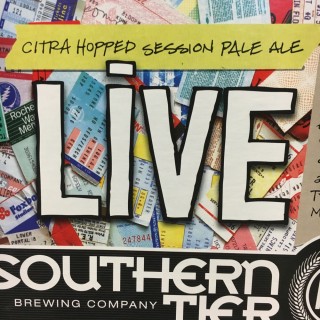 CITRA HOPPED SESSION PALE ALE
LiVE
SOUTHERN
BREWING COMPANY
TIER